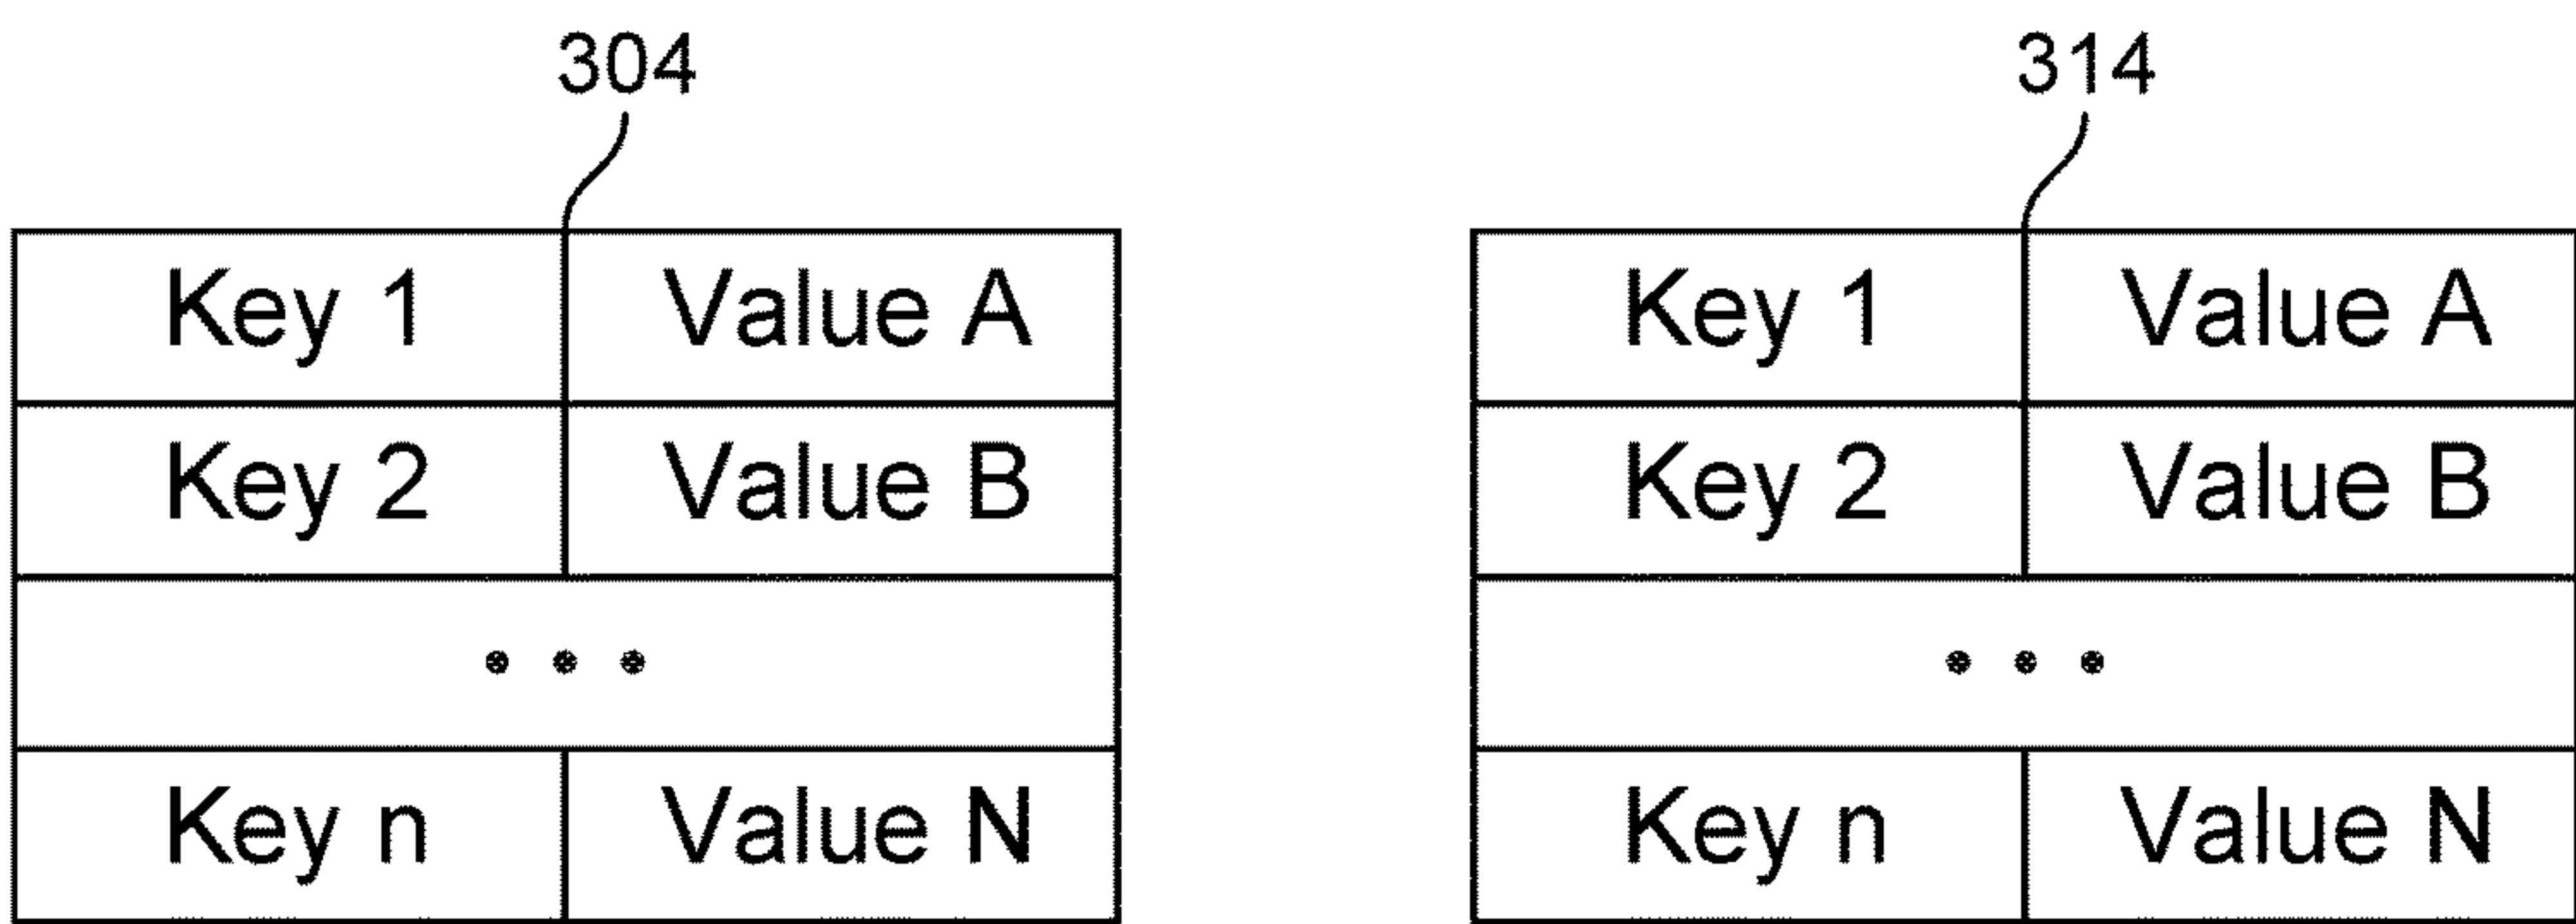 304 314
Key 1 Value A Key 1 Value A
Key 2 Value B Key 2 Value B
• • • • • •
Key n Value N Key n Value N